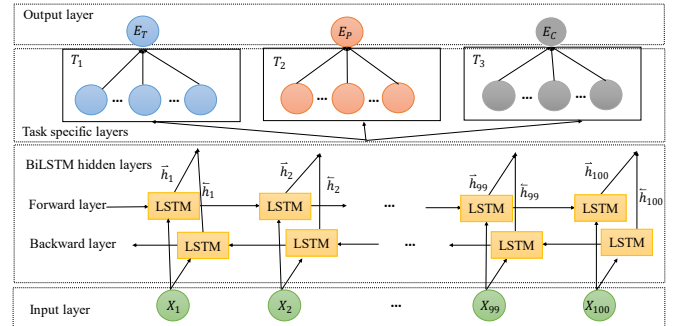 Output layer
E_T
E_P
E_C
T_1
T_2
T_3
... ...
... ...
... ...
Task specific layers
BiLSTM hidden layers
h⃗_1
h⃖_1
h⃗_2
h⃖_2
h⃗_99
h⃖_99
h⃗_100
h⃖_100
Forward layer
LSTM
LSTM
...
LSTM
LSTM
Backward layer
LSTM
LSTM
...
LSTM
LSTM
Input layer
X_1
X_2
...
X_99
X_100